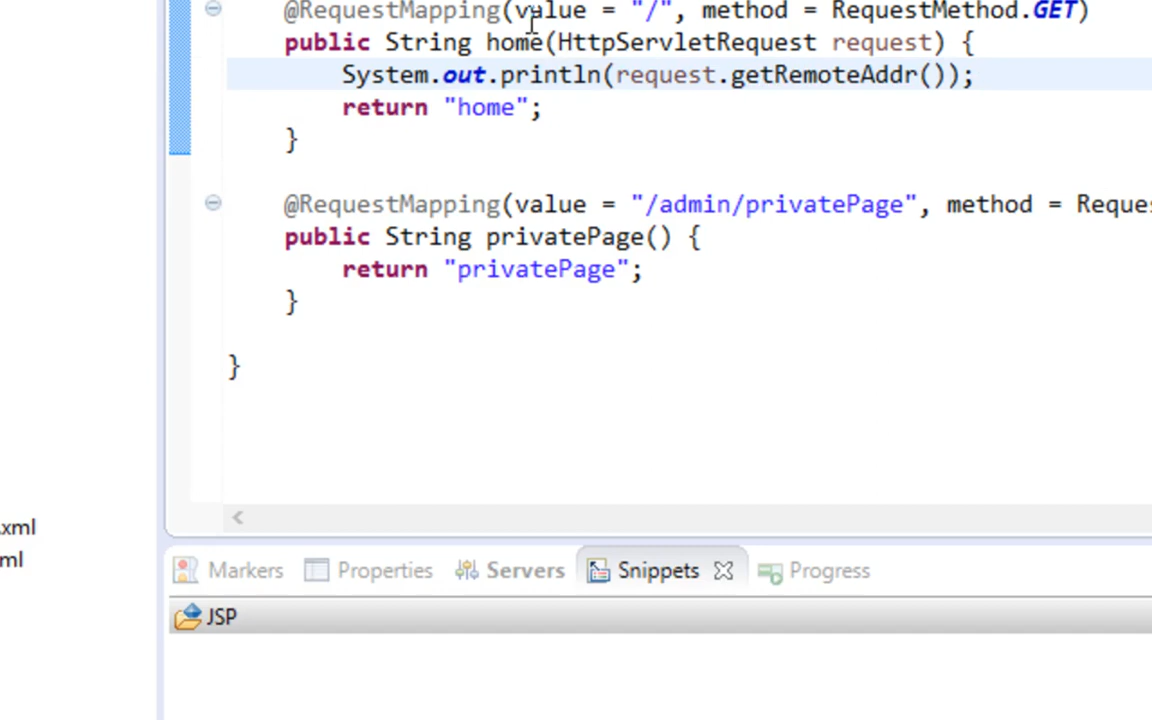 @RequestMapping(value = "/", method = RequestMethod.GET)
public String home(HttpServletRequest request) {
System.out.println(request.getRemoteAddr());
return "home";
}
@RequestMapping(value = "/admin/privatePage", method = Reques
public String privatePage() {
return "privatePage";
}
}
.xml
ml
Markers Properties Servers Snippets Progress
JSP